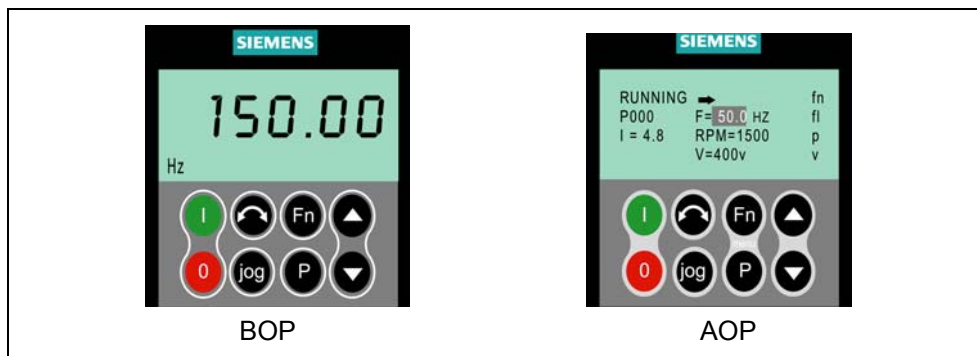 SIEMENS
150.00
Hz
I
Fn
0
jog
P
BOP
SIEMENS
RUNNING fn
P000 F= 50.0 HZ fl
I = 4.8 RPM=1500 p
V=400v v
I
Fn
menu
0
jog
P
AOP